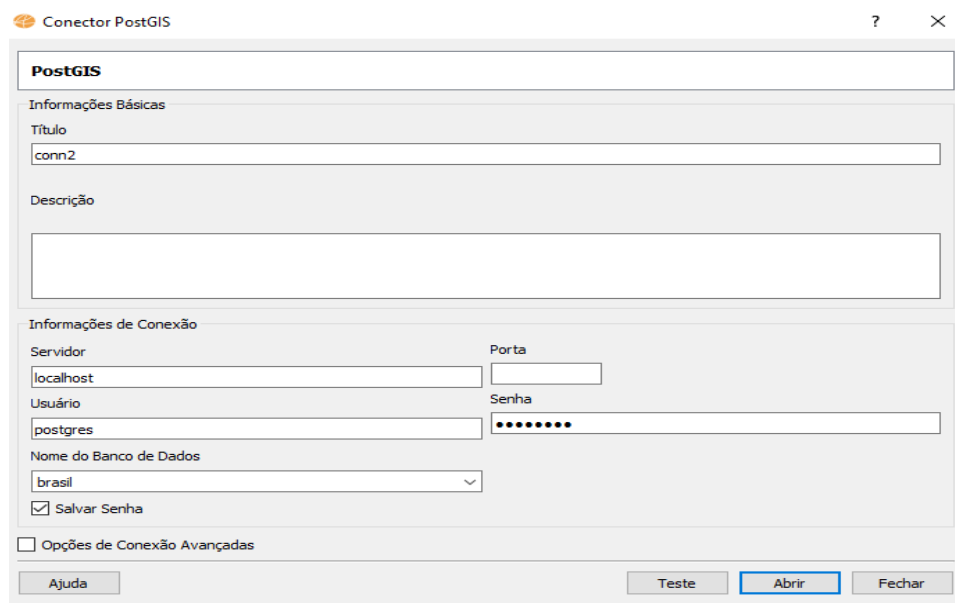 Conector PostGIS ?
PostGIS
Informações Básicas
Título
conn2
Descrição
Informações de Conexão
Servidor Porta
localhost
Usuário Senha
postgres ••••••••
Nome do Banco de Dados
brasil
Salvar Senha
Opções de Conexão Avançadas
Ajuda Teste Abrir Fechar